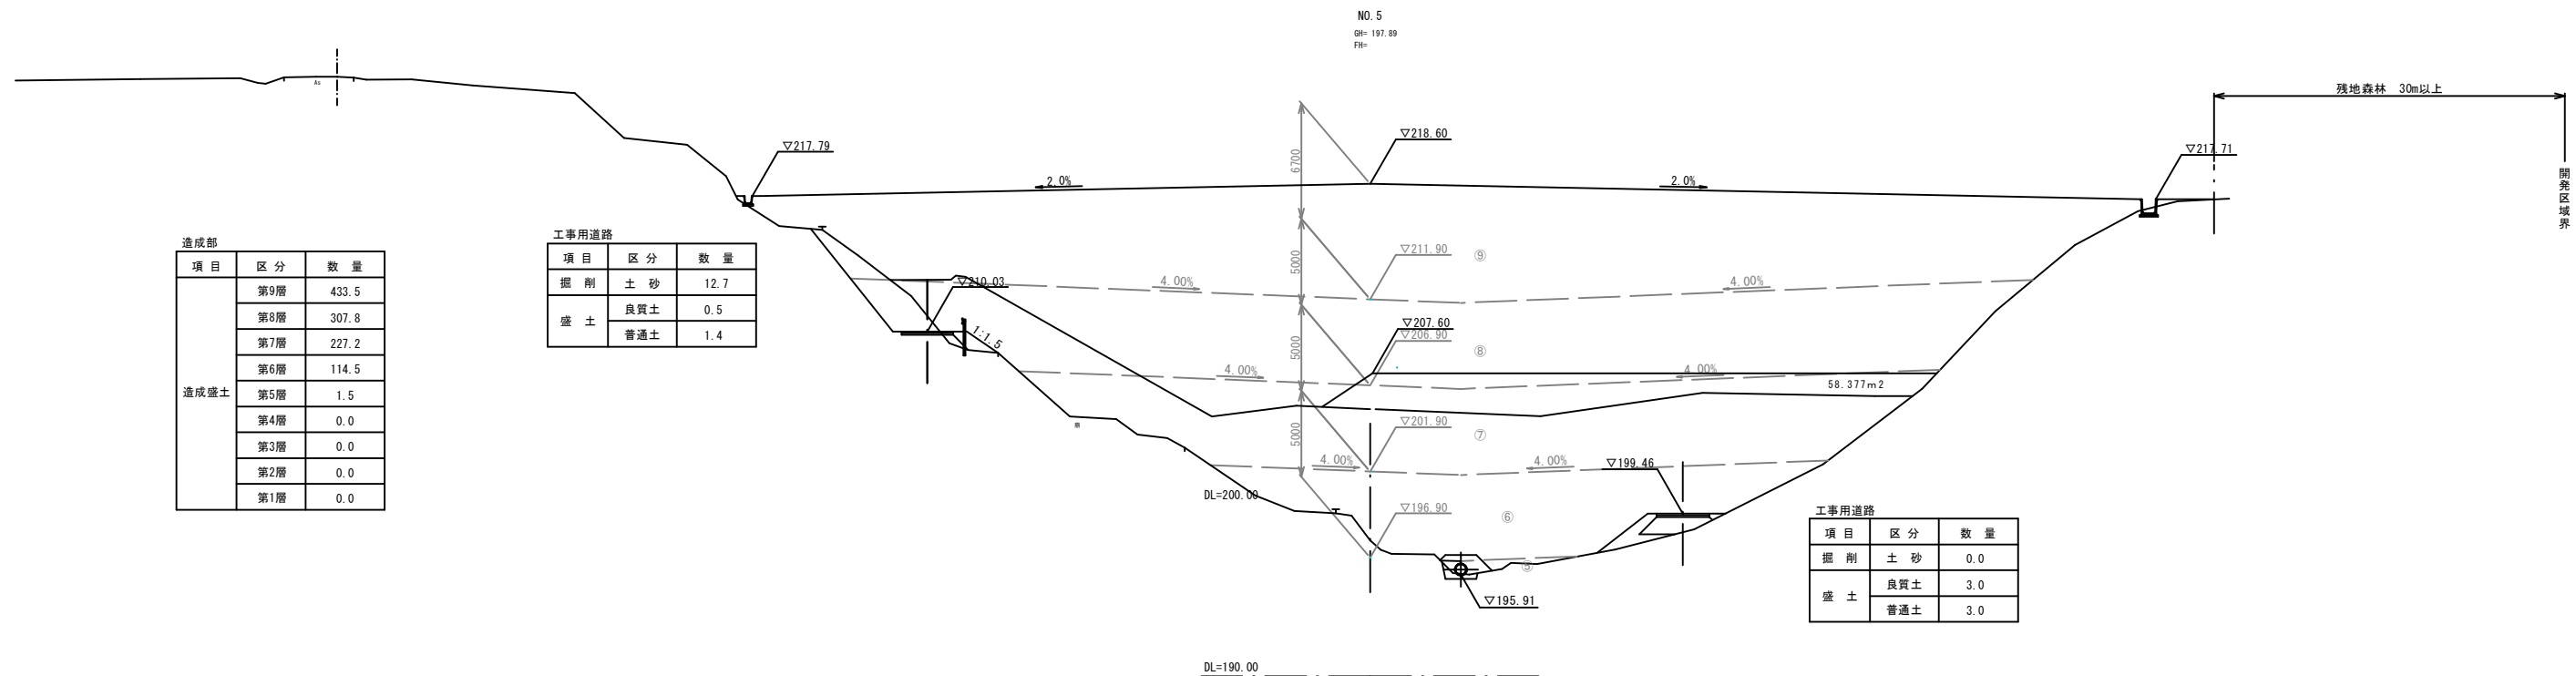 NO.5
GH= 197.89
FH=
残地森林　30m以上
開発区域界
As
▽217.79
▽218.60
▽217.71
2.0%
2.0%
6700
5000
5000
5000
▽211.90
⑨
4.00%
4.00%
▽210.03
1:1.5
▽207.60
▽206.90
⑧
4.00%
4.00%
58.377m2
▽201.90
⑦
4.00%
4.00%
▽199.46
DL=200.00
▽196.90
⑥
⑤
▽195.91
DL=190.00
造成部
項 目　区 分　数　量
造成盛土
第9層　433.5
第8層　307.8
第7層　227.2
第6層　114.5
第5層　1.5
第4層　0.0
第3層　0.0
第2層　0.0
第1層　0.0
工事用道路
項 目　区 分　数　量
掘　削　土　砂　12.7
盛　土　良質土　0.5
普通土　1.4
工事用道路
項 目　区 分　数　量
掘　削　土　砂　0.0
盛　土　良質土　3.0
普通土　3.0